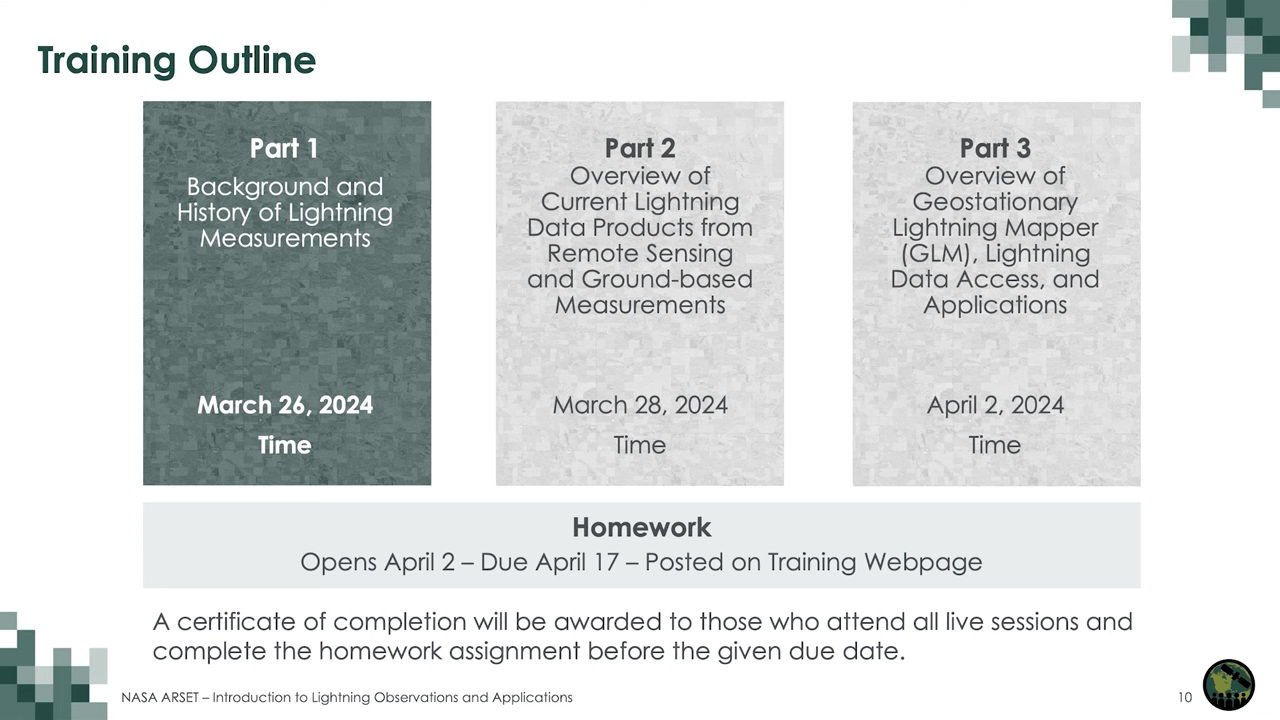 Training Outline
Part 1
Background and
History of Lightning
Measurements
March 26, 2024
Time
Part 2
Overview of
Current Lightning
Data Products from
Remote Sensing
and Ground-based
Measurements
March 28, 2024
Time
Part 3
Overview of
Geostationary
Lightning Mapper
(GLM), Lightning
Data Access, and
Applications
April 2, 2024
Time
Homework
Opens April 2 – Due April 17 – Posted on Training Webpage
A certificate of completion will be awarded to those who attend all live sessions and
complete the homework assignment before the given due date.
NASA ARSET – Introduction to Lightning Observations and Applications
10